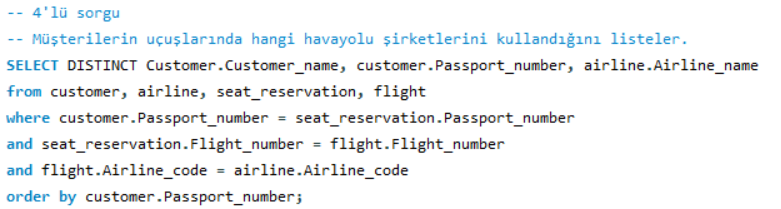 -- 4'lü sorgu
-- Müşterilerin uçuşlarında hangi havayolu şirketlerini kullandığını listeler.
SELECT DISTINCT Customer.Customer_name, customer.Passport_number, airline.Airline_name
from customer, airline, seat_reservation, flight
where customer.Passport_number = seat_reservation.Passport_number
and seat_reservation.Flight_number = flight.Flight_number
and flight.Airline_code = airline.Airline_code
order by customer.Passport_number;